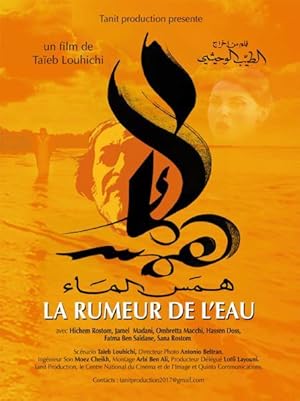 Tanit production presente
un film de
Taïeb Louhichi
فلم من إخراج
الطيب الوحيشي
همس الماء
LA RUMEUR DE L'EAU
avec Hichem Rostom, Jamel Madani, Ombretta Macchi, Hassen Doss,
Fatma Ben Saïdane, Sana Rostom
Scénario Taïeb Louhichi, Directeur Photo Antonio Beltran,
Ingénieur Son Moez Cheikh, Montage Arbi Ben Ali, Producteur Délégué Lotfi Layouni.
Tanit Production, le Centre National du Cinema et de l'Image et Quinta Communications.
Contacts : tanitproduction2017@gmail.com